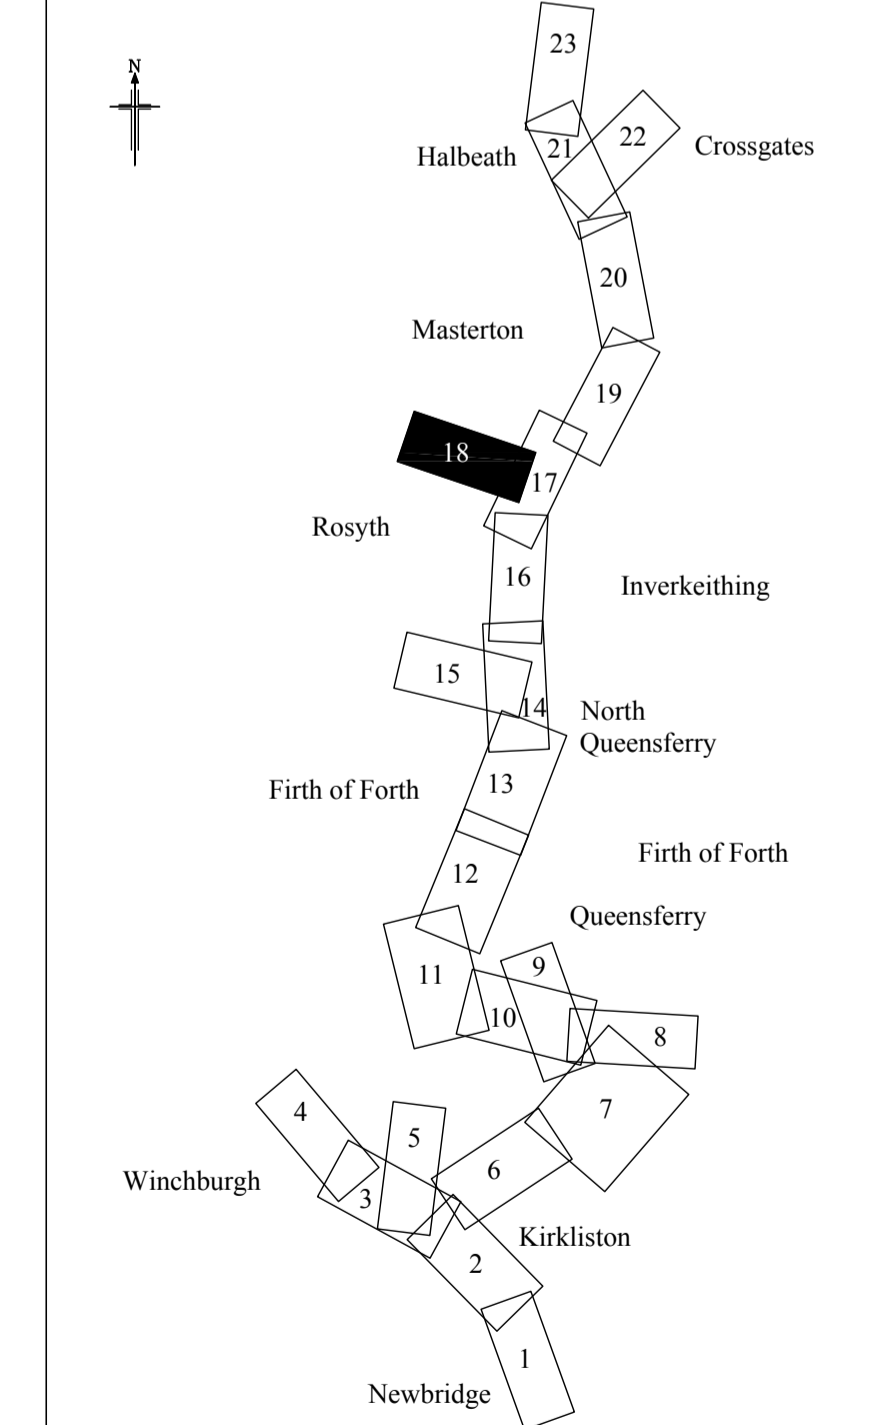 23
N
22
Crossgates
21
Halbeath
20
Masterton
19
18
17
Rosyth
16
Inverkeithing
15
14
North
Queensferry
13
Firth of Forth
Firth of Forth
12
Queensferry
9
11
10
8
7
4
5
6
Winchburgh
3
Kirkliston
2
1
Newbridge